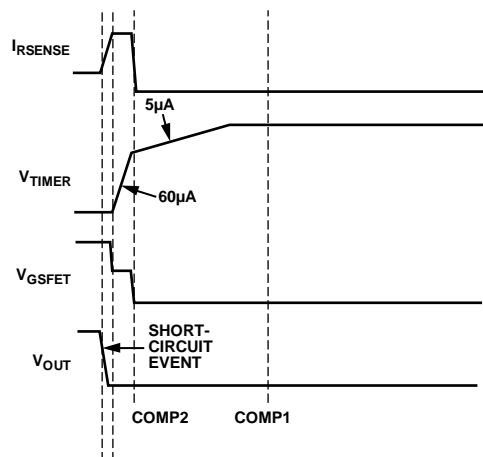 IRSENSE
5µA
VTIMER
60µA
VGSFET
SHORT-
CIRCUIT
EVENT
VOUT
COMP2
COMP1